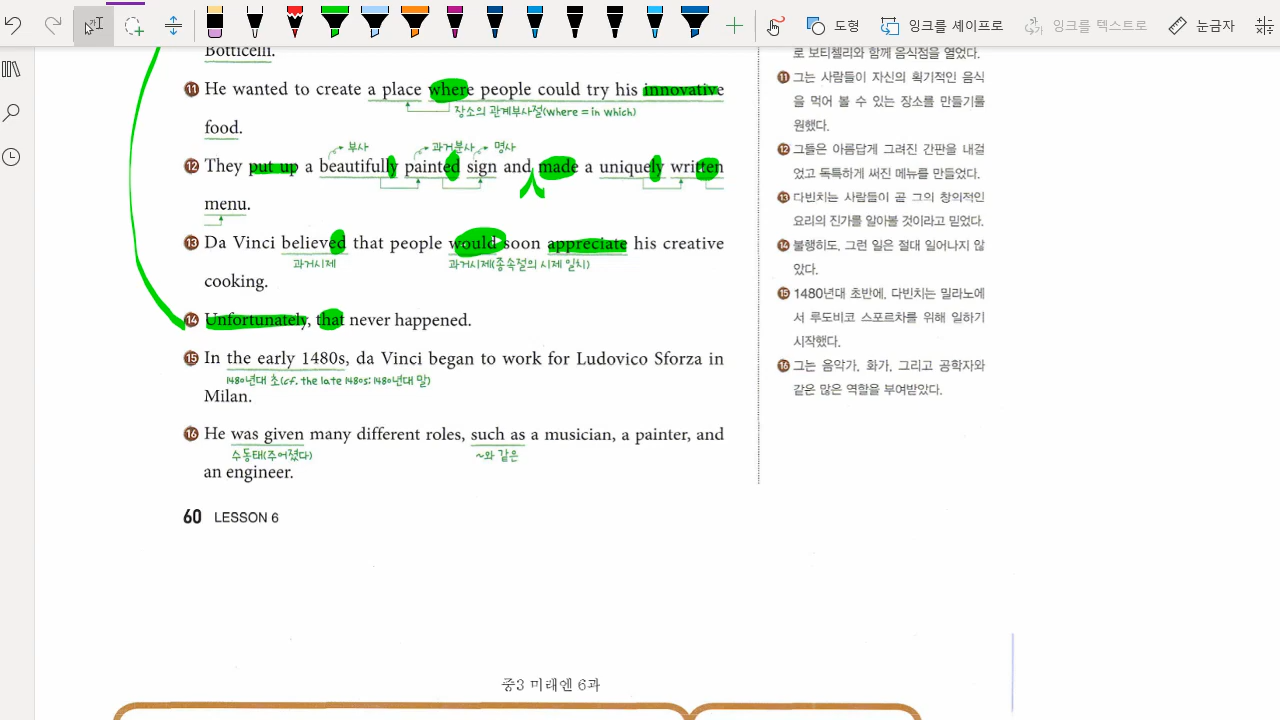 도형
잉크를 셰이프로
잉크를 텍스트로
눈금자
Botticelli.
⑪ He wanted to create a place where people could try his innovative
장소의 관계부사절(where = in which)
food.
부사 과거분사 명사
⑫ They put up a beautifully painted sign and made a uniquely written
menu.
⑬ Da Vinci believed that people would soon appreciate his creative
과거시제 과거시제(종속절의 시제 일치)
cooking.
⑭ Unfortunately, that never happened.
⑮ In the early 1480s, da Vinci began to work for Ludovico Sforza in
1480년대 초(cf. the late 1480s: 1480년대 말)
Milan.
⑯ He was given many different roles, such as a musician, a painter, and
수동태(주어졌다) ~와 같은
an engineer.
60 LESSON 6
로 보티첼리와 함께 음식점을 열었다.
⑪ 그는 사람들이 자신의 획기적인 음식
을 먹어 볼 수 있는 장소를 만들기를
원했다.
⑫ 그들은 아름답게 그려진 간판을 내걸
었고 독특하게 써진 메뉴를 만들었다.
⑬ 다빈치는 사람들이 곧 그의 창의적인
요리의 진가를 알아볼 것이라고 믿었다.
⑭ 불행히도, 그런 일은 절대 일어나지 않
았다.
⑮ 1480년대 초반에, 다빈치는 밀라노에
서 루도비코 스포르차를 위해 일하기
시작했다.
⑯ 그는 음악가, 화가, 그리고 공학자와
같은 많은 역할을 부여받았다.
중3 미래엔 6과